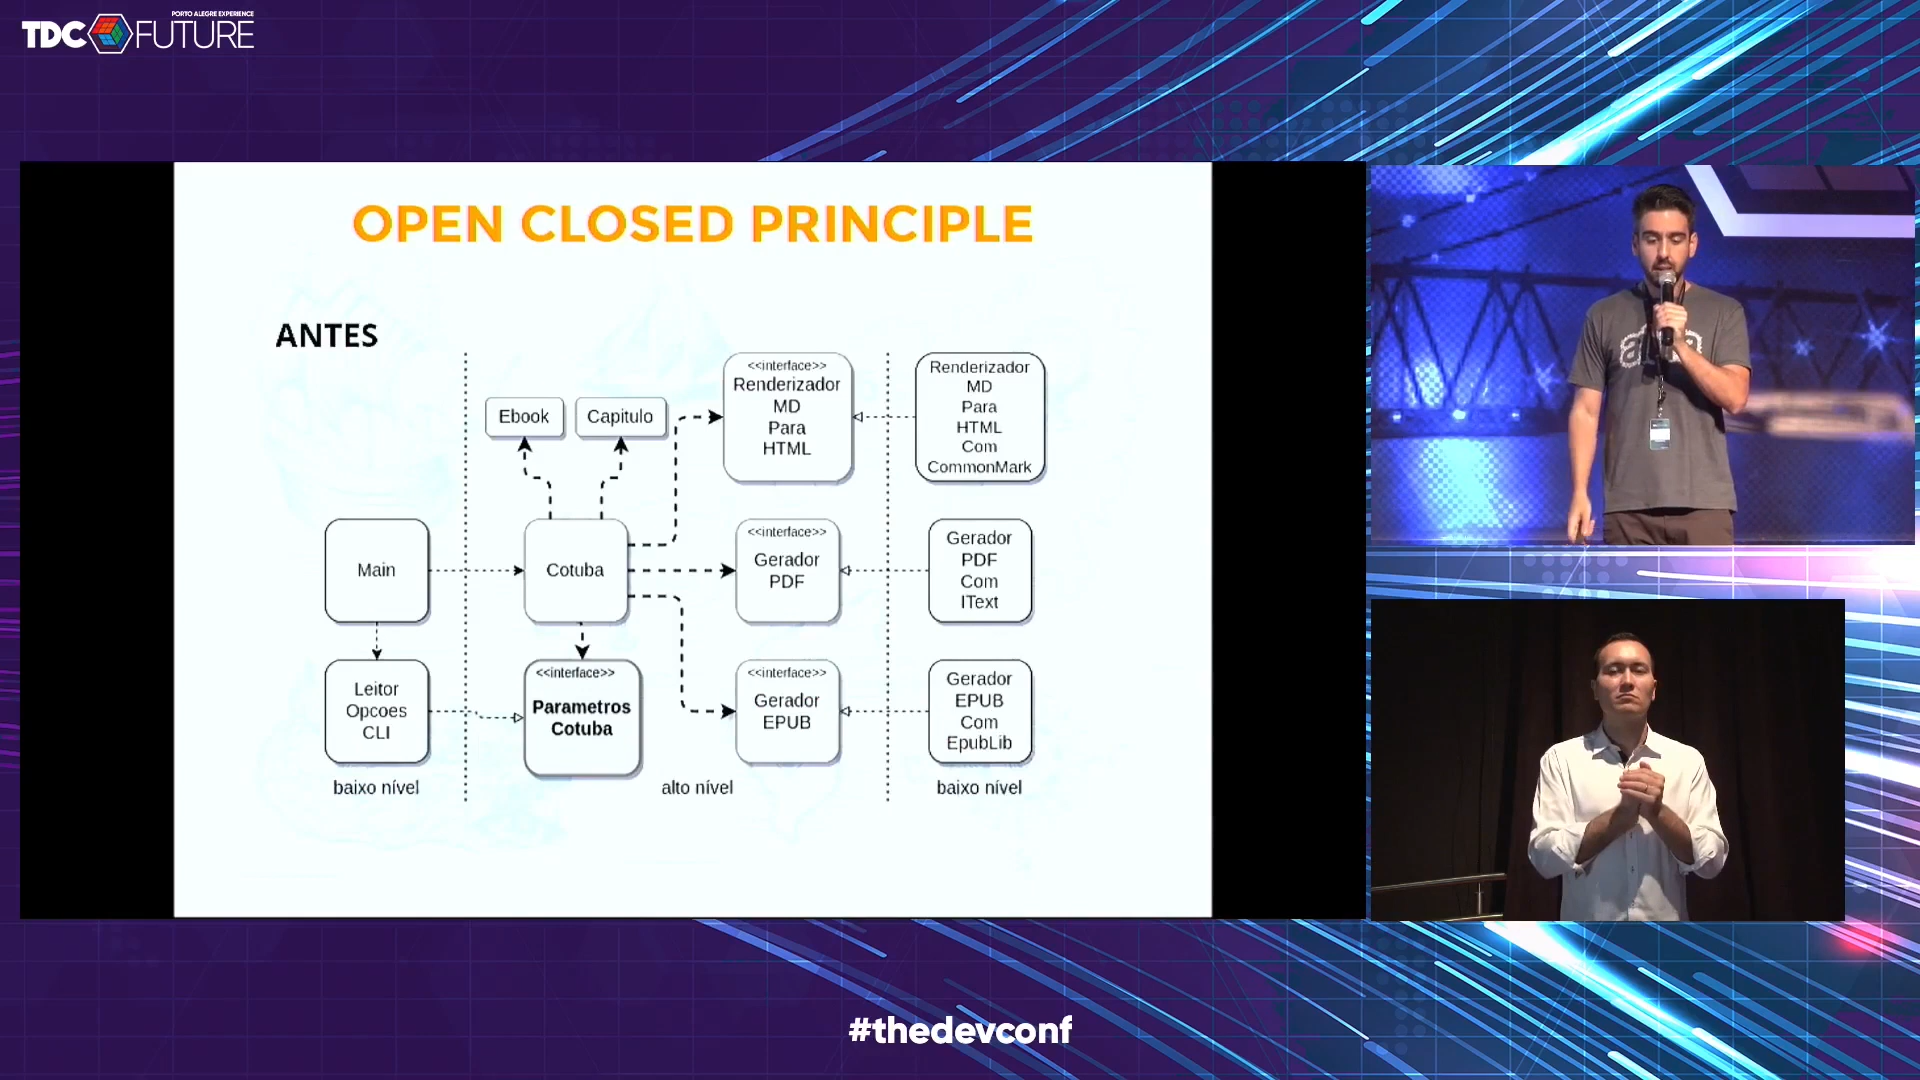 PORTO ALEGRE EXPERIENCE
TDC FUTURE
OPEN CLOSED PRINCIPLE
ANTES
Ebook
Capitulo
<<interface>>
Renderizador
MD
Para
HTML
Renderizador
MD
Para
HTML
Com
CommonMark
Main
Cotuba
<<interface>>
Gerador
PDF
Gerador
PDF
Com
IText
Leitor
Opcoes
CLI
<<interface>>
Parametros
Cotuba
<<interface>>
Gerador
EPUB
Gerador
EPUB
Com
EpubLib
baixo nível
alto nível
baixo nível
#thedevconf